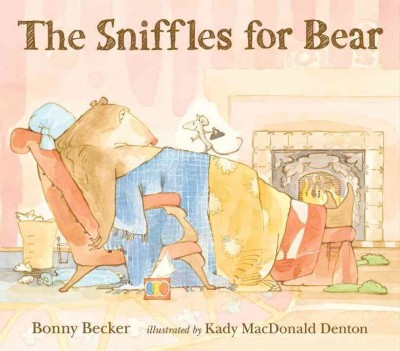 The Sniffles for Bear
Bonny Becker illustrated by Kady MacDonald Denton